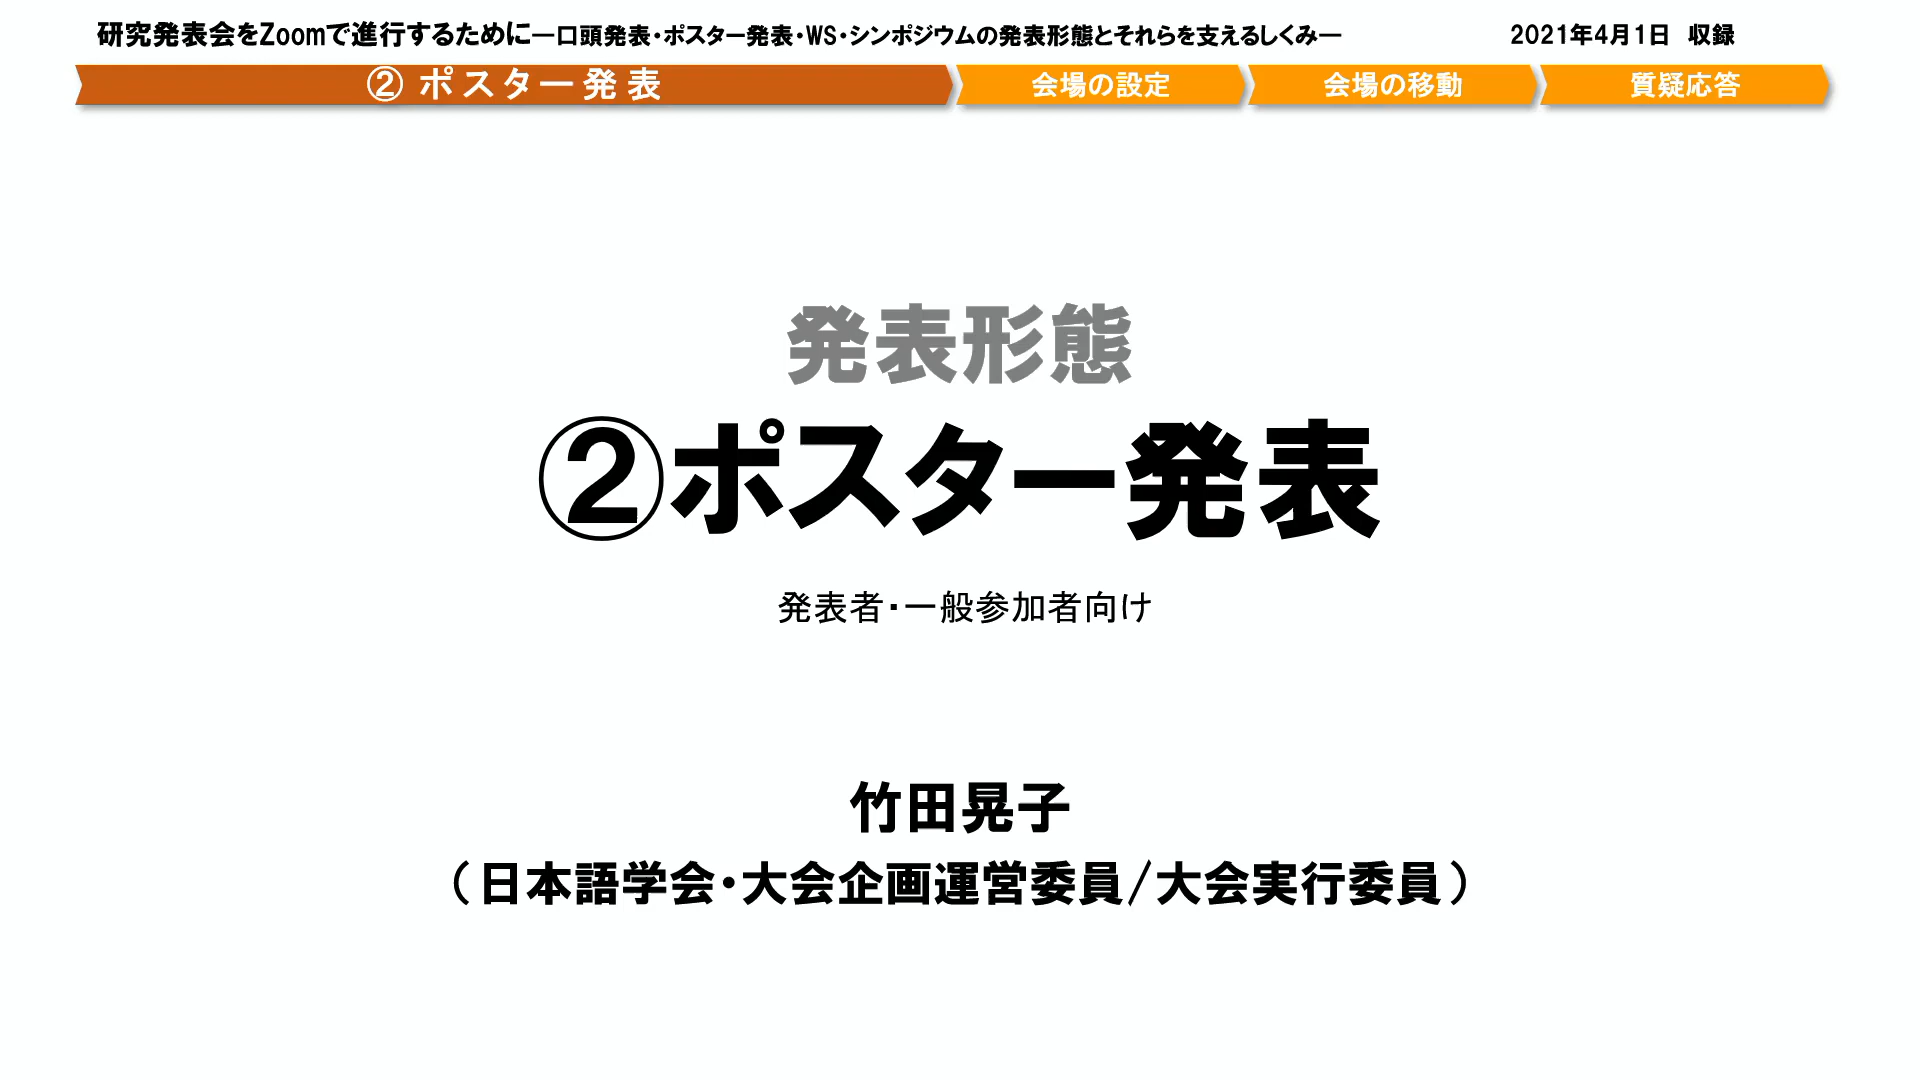 研究発表会をZoomで進行するために―口頭発表・ポスター発表・WS・シンポジウムの発表形態とそれらを支えるしくみ― 2021年4月1日 収録
② ポスター発表 会場の設定 会場の移動 質疑応答
発表形態
②ポスター発表
発表者・一般参加者向け
竹田晃子
（日本語学会・大会企画運営委員/大会実行委員）